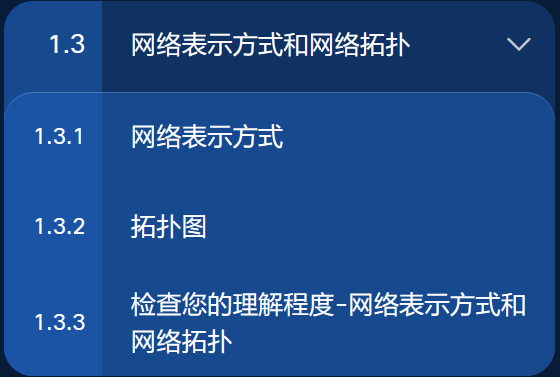 1.3 网络表示方式和网络拓扑
1.3.1 网络表示方式
1.3.2 拓扑图
1.3.3 检查您的理解程度-网络表示方式和
网络拓扑